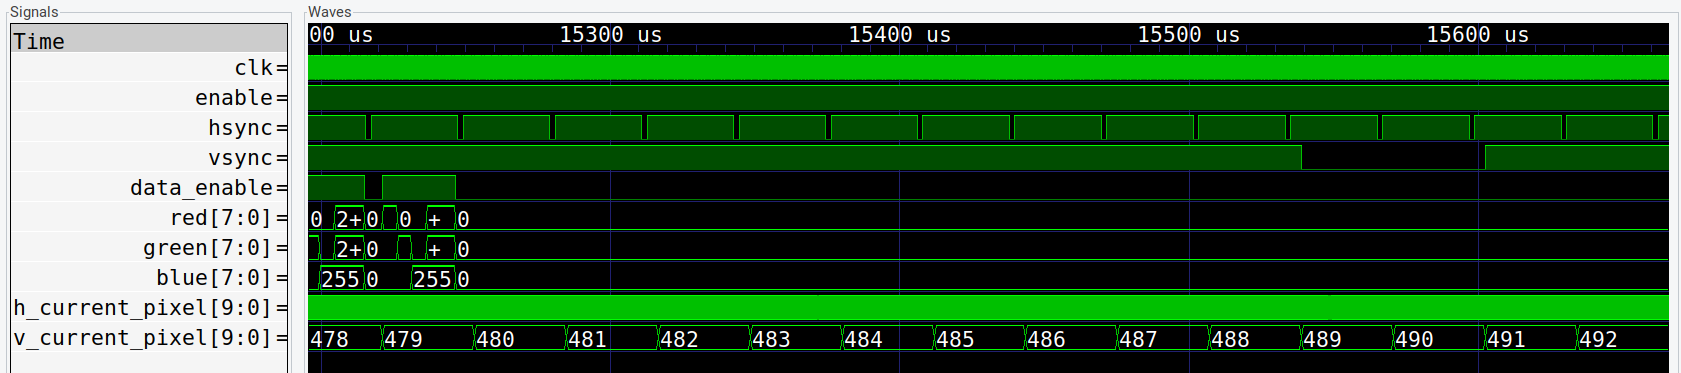 Signals Waves
Time 00 us 15300 us 15400 us 15500 us 15600 us
clk=
enable=
hsync=
vsync=
data_enable=
red[7:0]= 0 2+ 0 0 + 0
green[7:0]= 2+ 0 + 0
blue[7:0]= 255 0 255 0
h_current_pixel[9:0]=
v_current_pixel[9:0]= 478 479 480 481 482 483 484 485 486 487 488 489 490 491 492